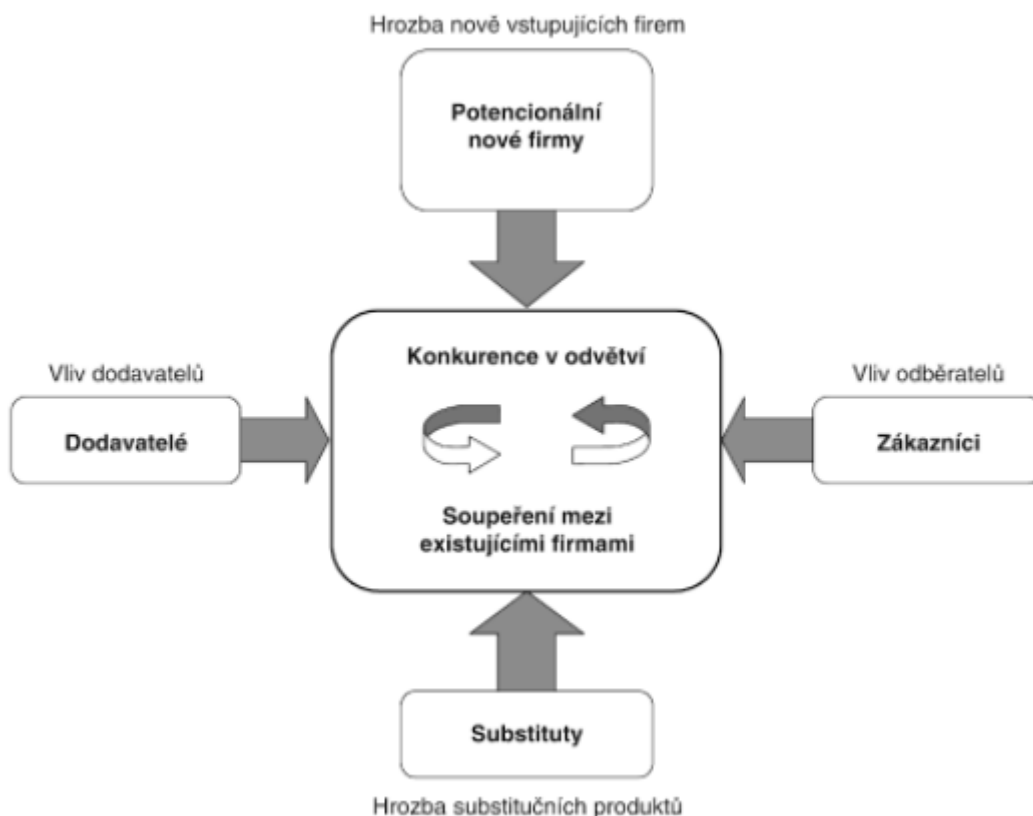 Hrozba nově vstupujících firem
Potencionální
nové firmy
Konkurence v odvětví
Vliv dodavatelů
Dodavatelé
Vliv odběratelů
Zákazníci
Soupeření mezi
existujícími firmami
Substituty
Hrozba substitučních produktů